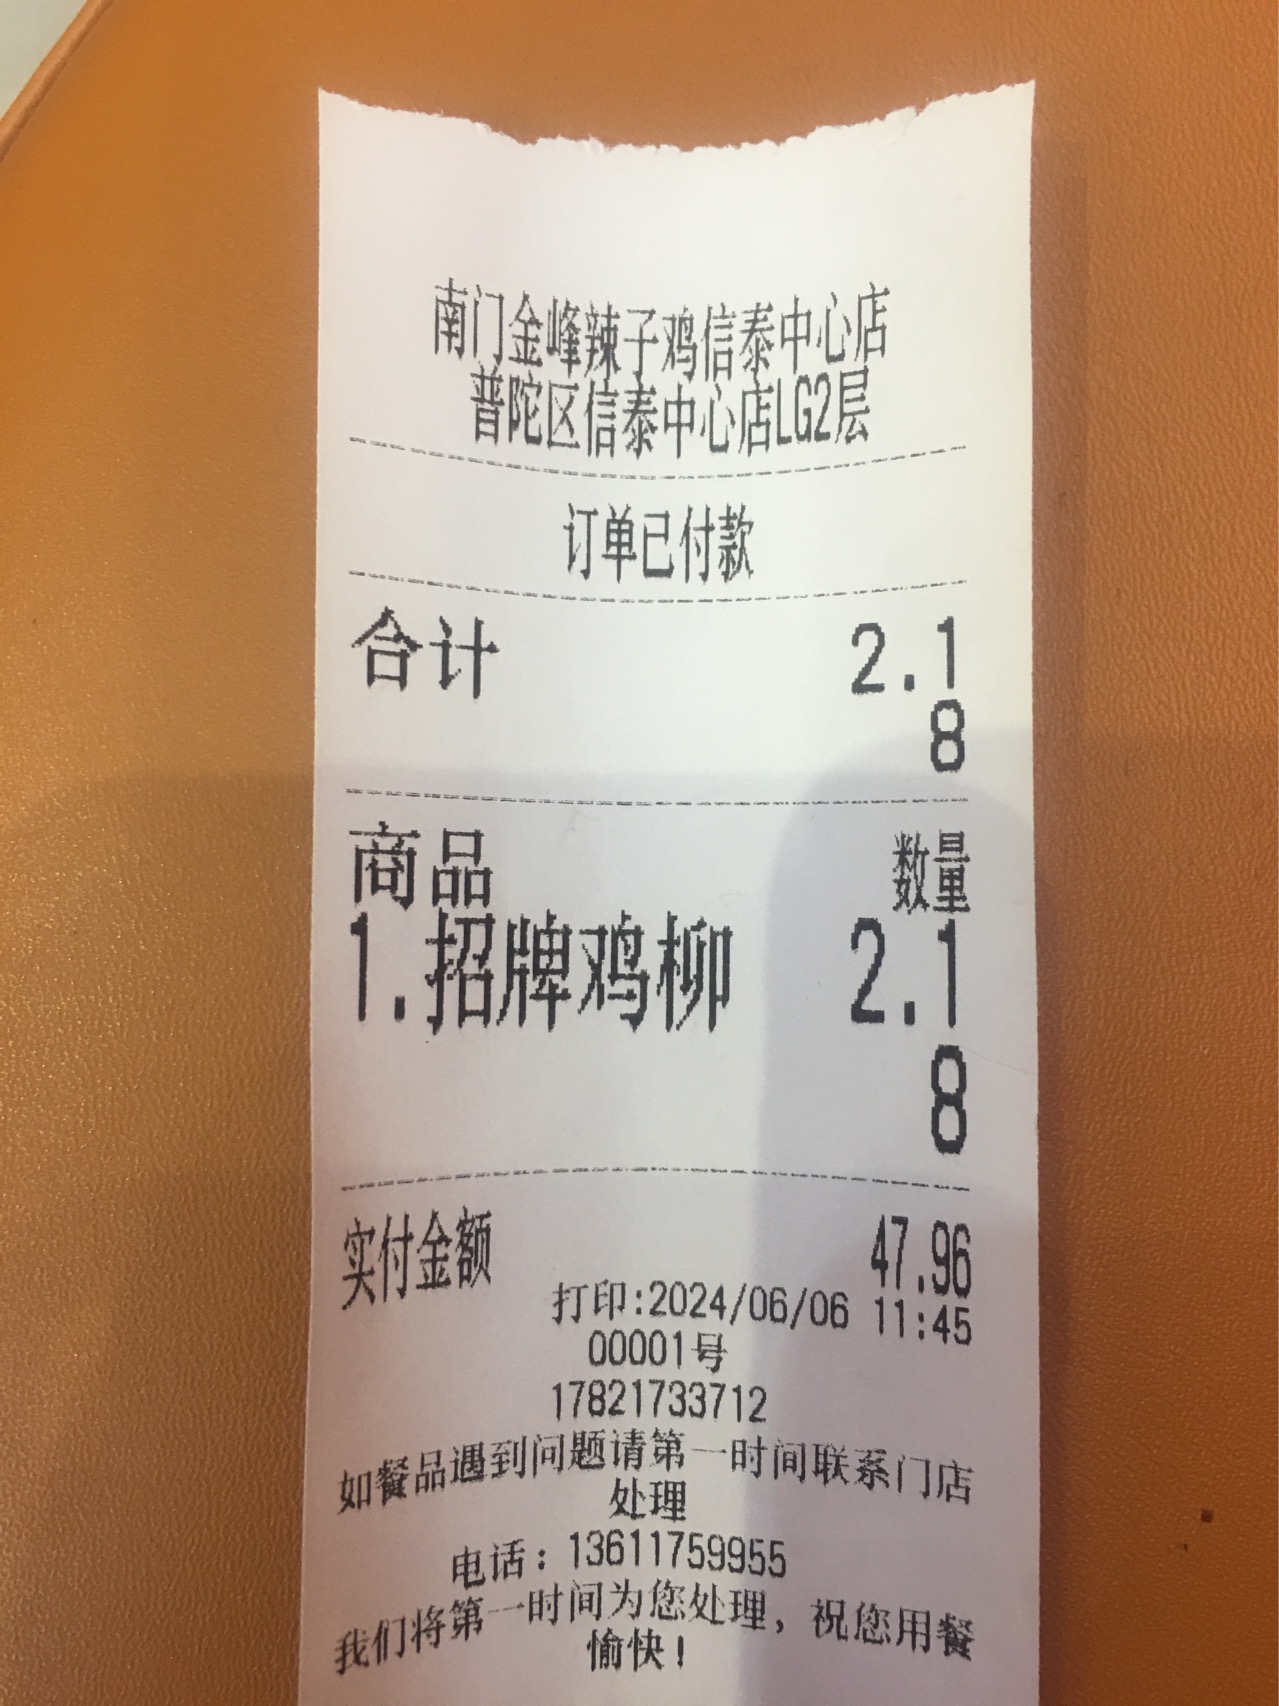 南门金峰辣子鸡信泰中心店
普陀区信泰中心店LG2层
订单已付款
合计 2.1
8
商品 数量
1.招牌鸡柳 2.1
8
实付金额 47.96
打印:2024/06/06 11:45
00001号
17821733712
如餐品遇到问题请第一时间联系门店
处理
电话：13611759955
我们将第一时间为您处理，祝您用餐
愉快！